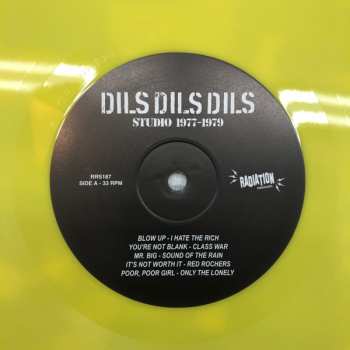 DILS DILS DILS
STUDIO 1977-1979
RRS187
SIDE A - 33 RPM
RADIATION
BLOW UP - I HATE THE RICH
YOU'RE NOT BLANK - CLASS WAR
MR. BIG - SOUND OF THE RAIN
IT'S NOT WORTH IT - RED ROCHERS
POOR, POOR GIRL - ONLY THE LONELY